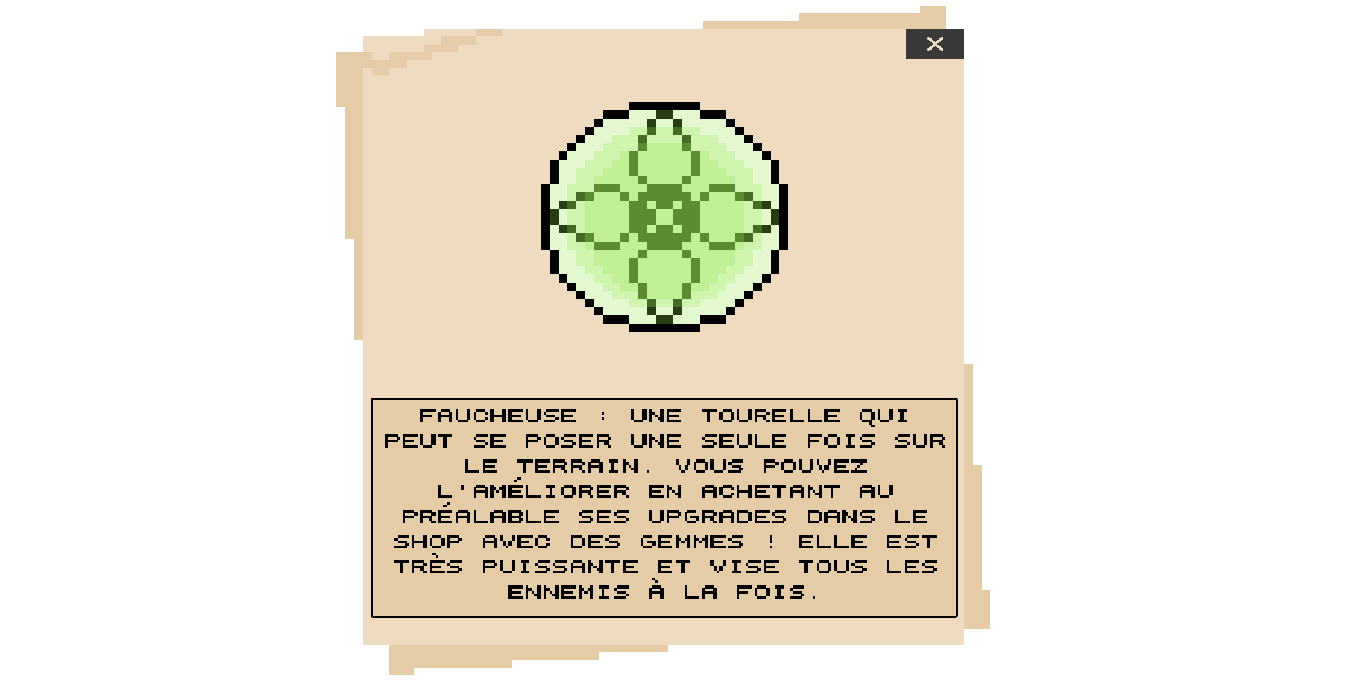 FAUCHEUSE : UNE TOURELLE QUI
PEUT SE POSER UNE SEULE FOIS SUR
LE TERRAIN. VOUS POUVEZ
L'AMÉLIORER EN ACHETANT AU
PRÉALABLE SES UPGRADES DANS LE
SHOP AVEC DES GEMMES ! ELLE EST
TRÈS PUISSANTE ET VISE TOUS LES
ENNEMIS À LA FOIS.